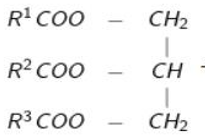 R¹COO – CH₂
|
R²COO – CH -
|
R³COO – CH₂